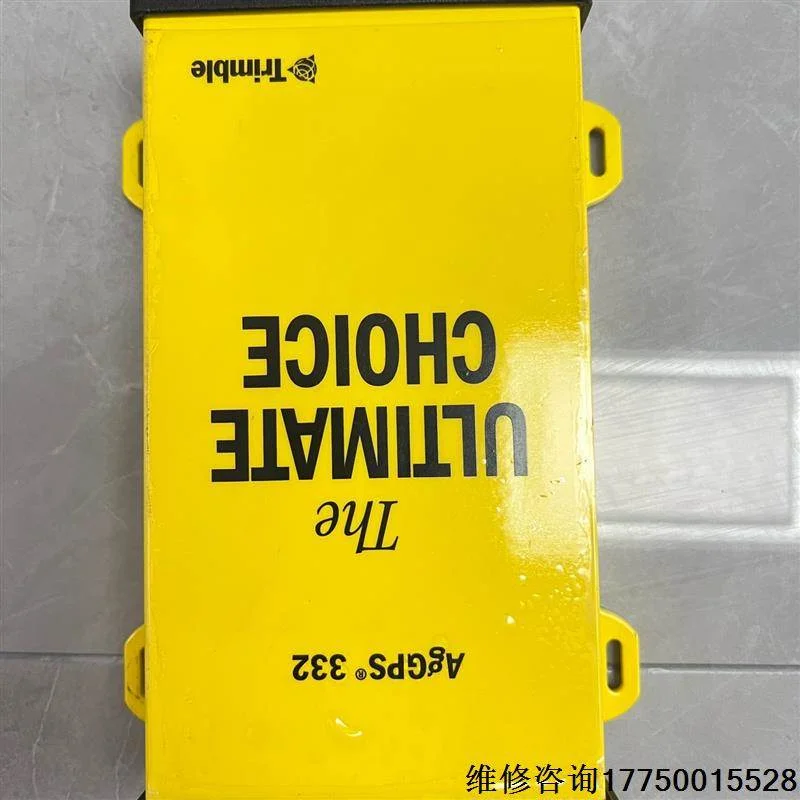 AgGPS® 332
The
ULTIMATE
CHOICE
Trimble
维修咨询17750015528